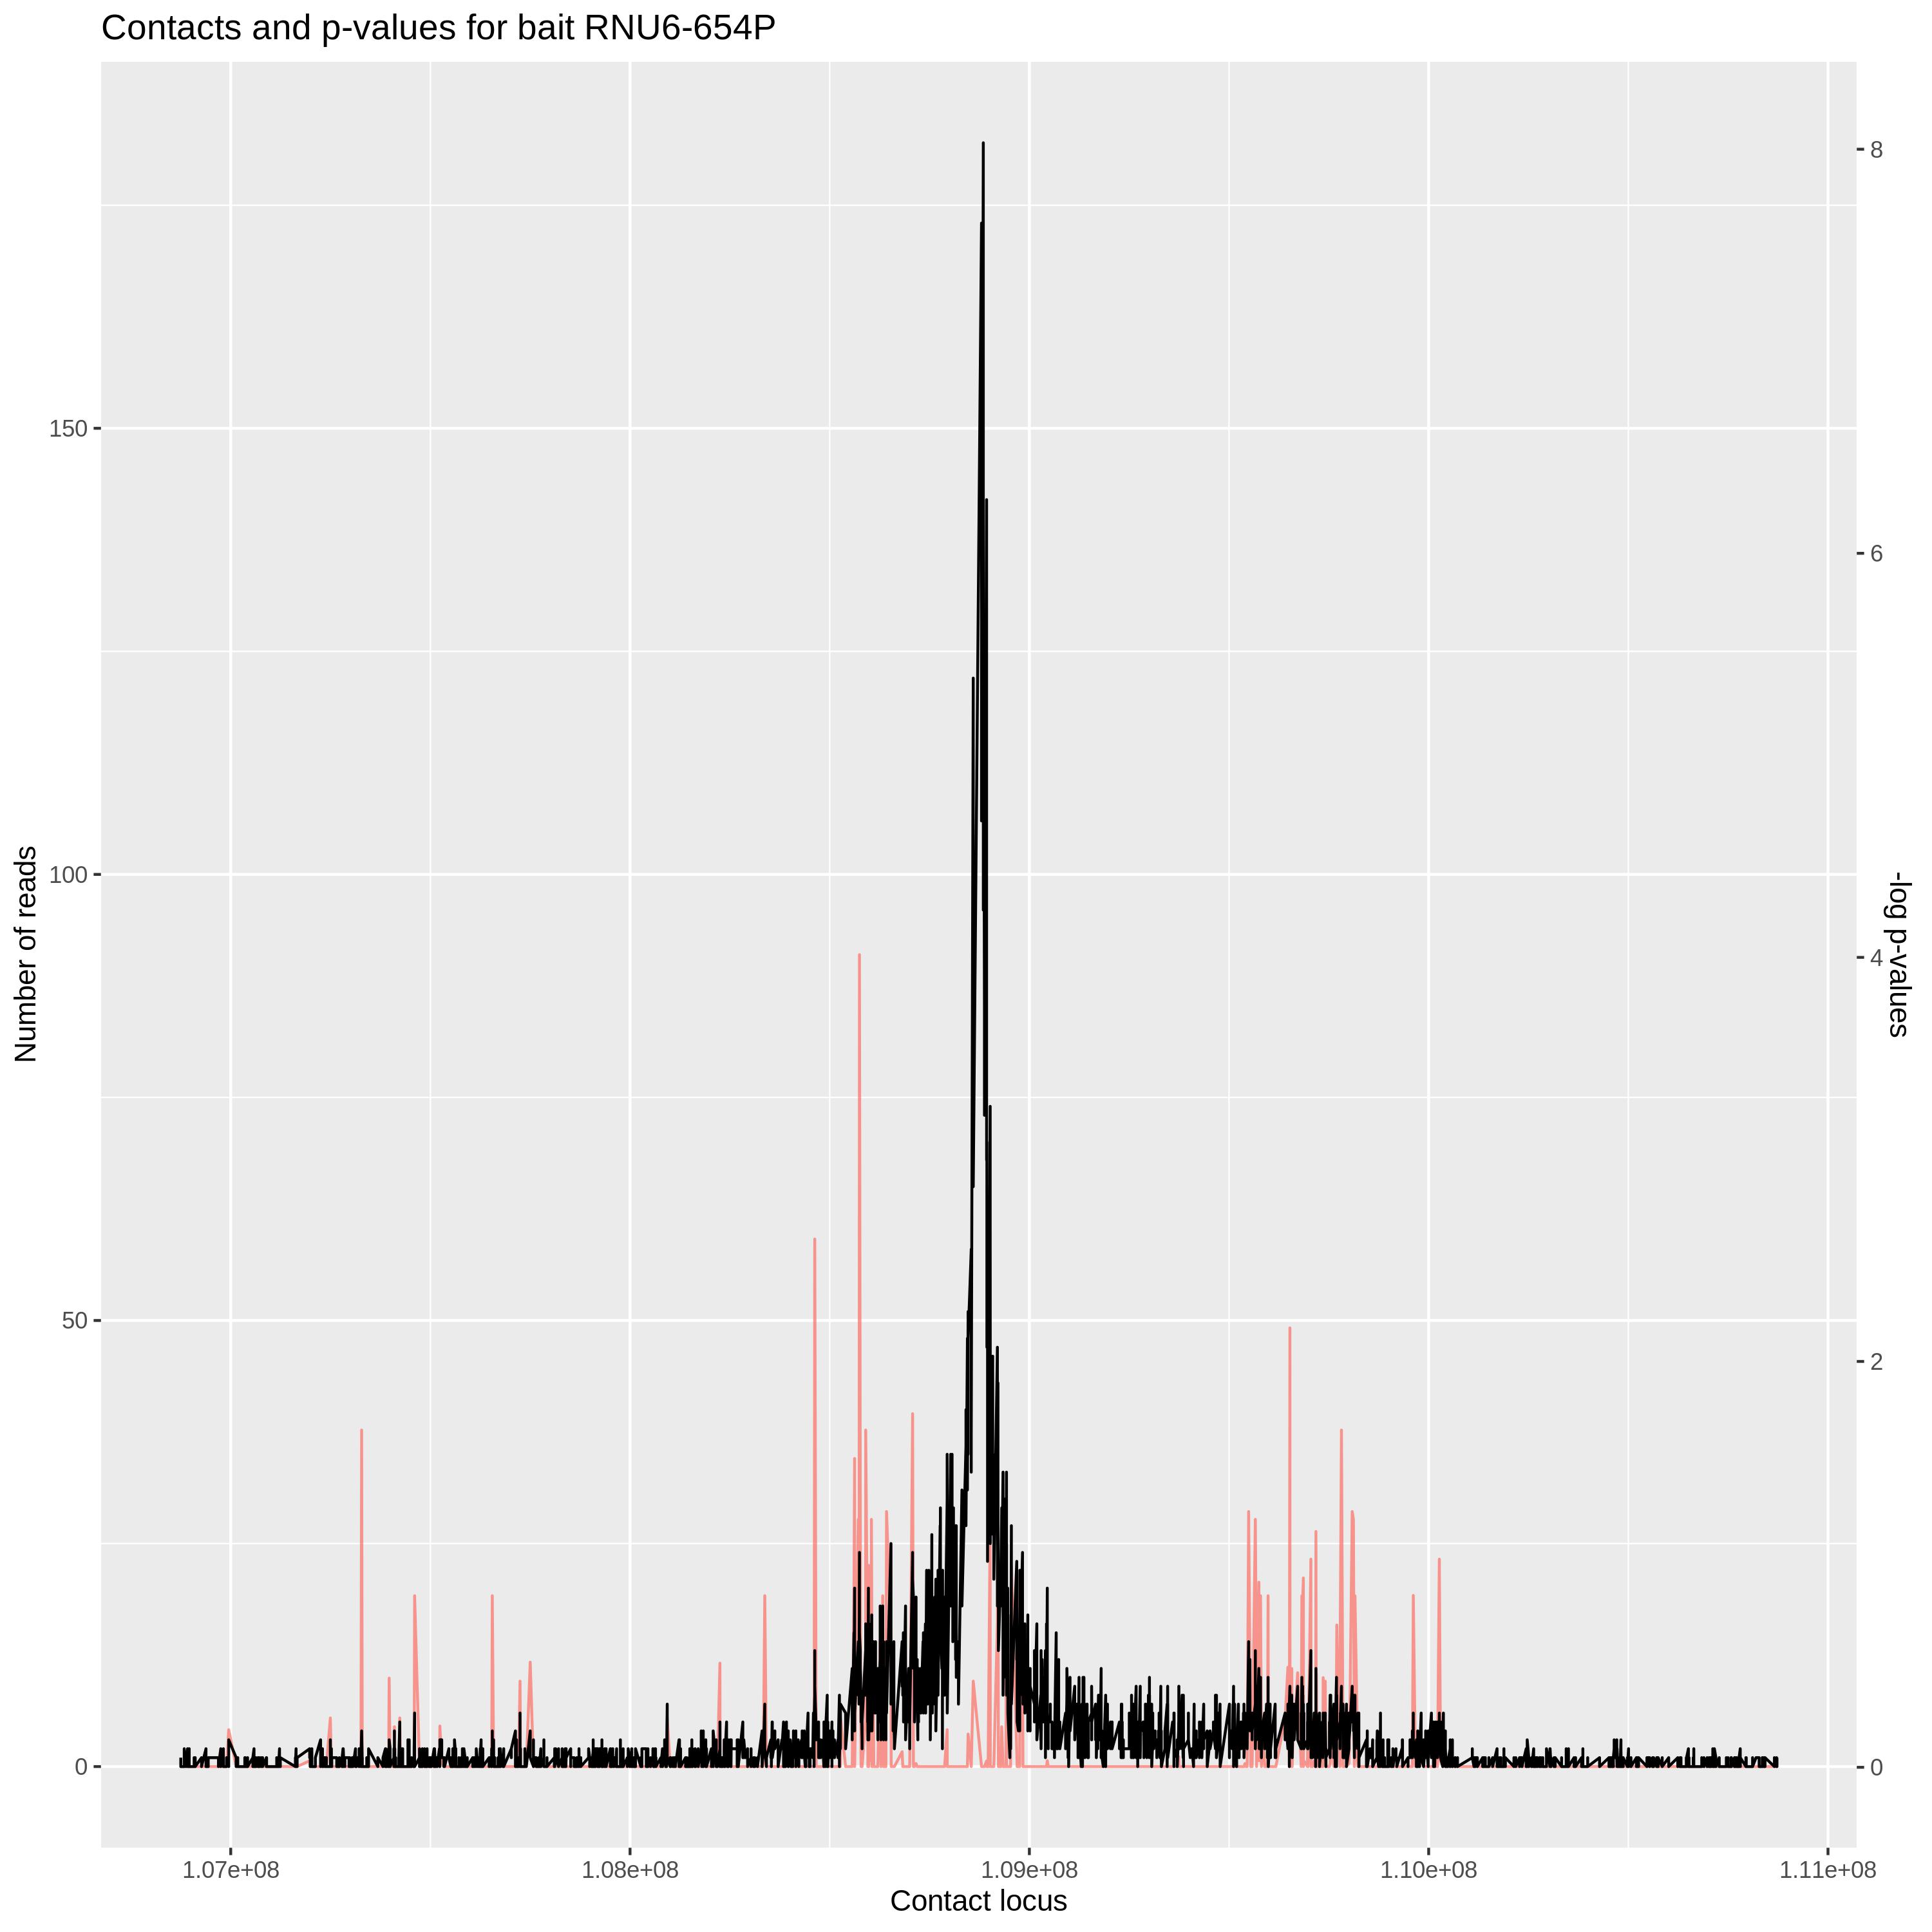 Contacts and p-values for bait RNU6-654P
Number of reads
150
100
50
0
8
6
4
2
0
-log p-values
1.07e+08 1.08e+08 1.09e+08 1.10e+08 1.11e+08
Contact locus